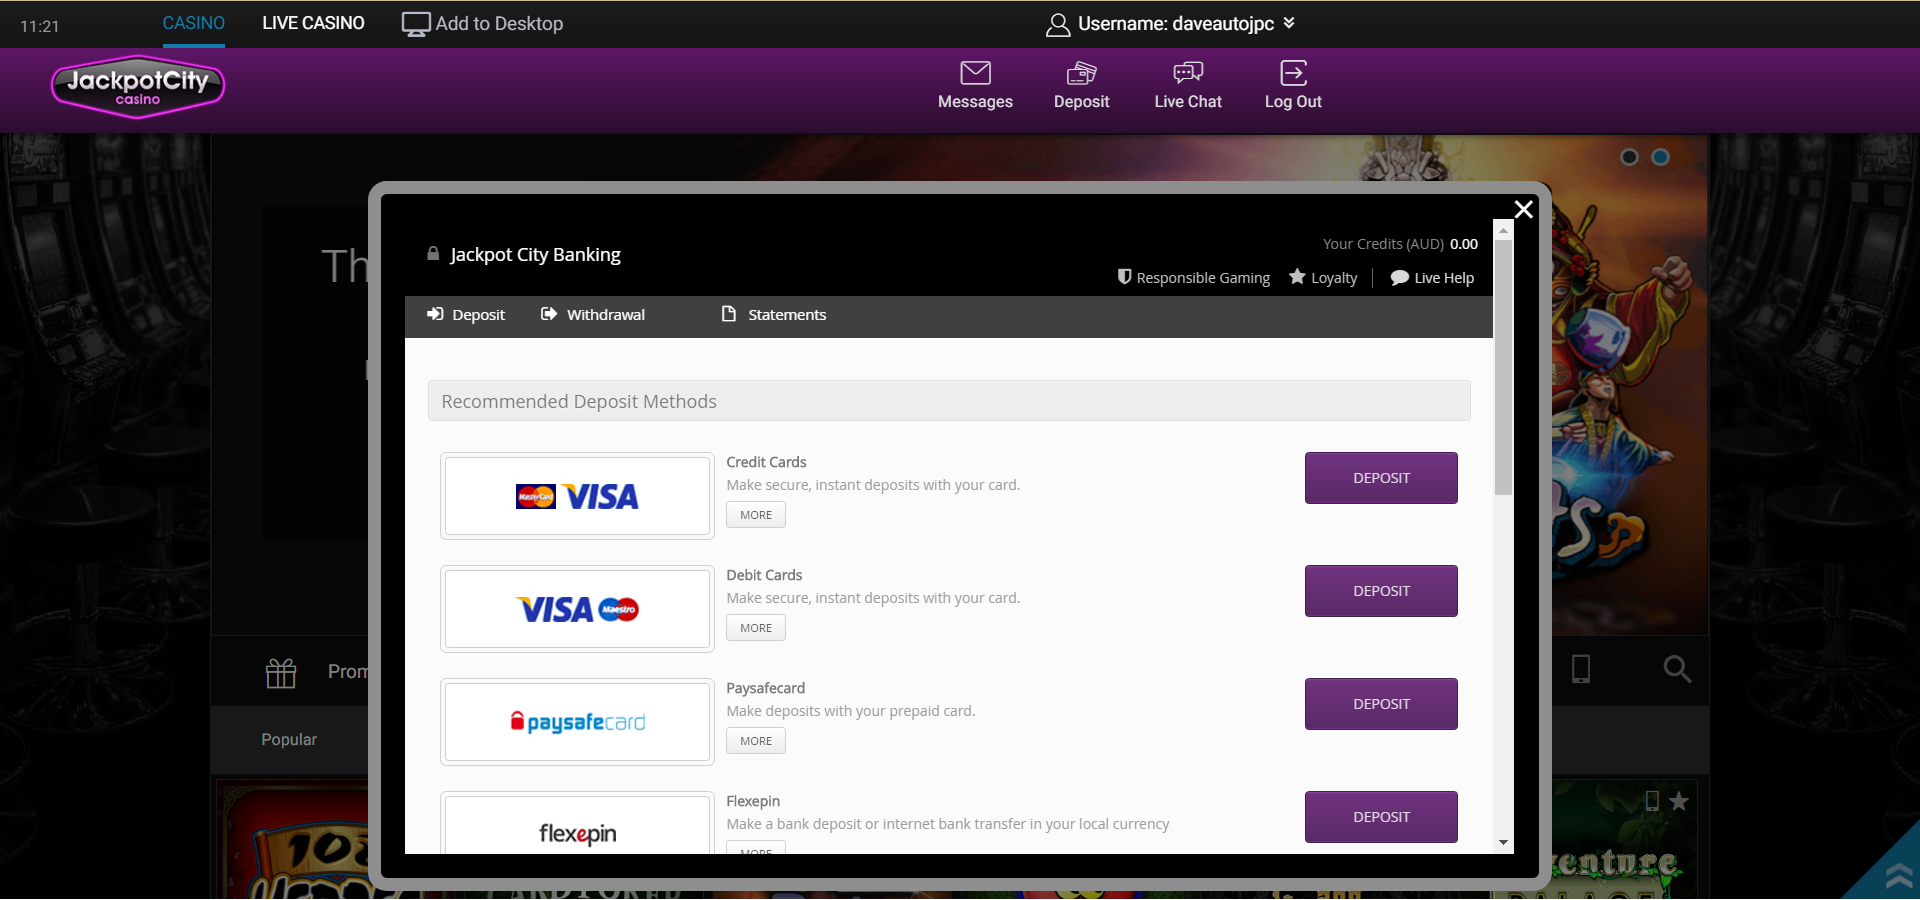 11:21
CASINO
LIVE CASINO
Add to Desktop
Username: daveautojpc
JackpotCity
casino
Messages
Deposit
Live Chat
Log Out
Th
Jackpot City Banking
Your Credits (AUD) 0.00
Responsible Gaming
Loyalty
Live Help
Deposit
Withdrawal
Statements
Recommended Deposit Methods
MasterCard VISA
Credit Cards
Make secure, instant deposits with your card.
MORE
DEPOSIT
VISA Maestro
Debit Cards
Make secure, instant deposits with your card.
MORE
DEPOSIT
paysafecard
Paysafecard
Make deposits with your prepaid card.
MORE
DEPOSIT
flexepin
Flexepin
Make a bank deposit or internet bank transfer in your local currency
MORE
DEPOSIT
Prom
Popular